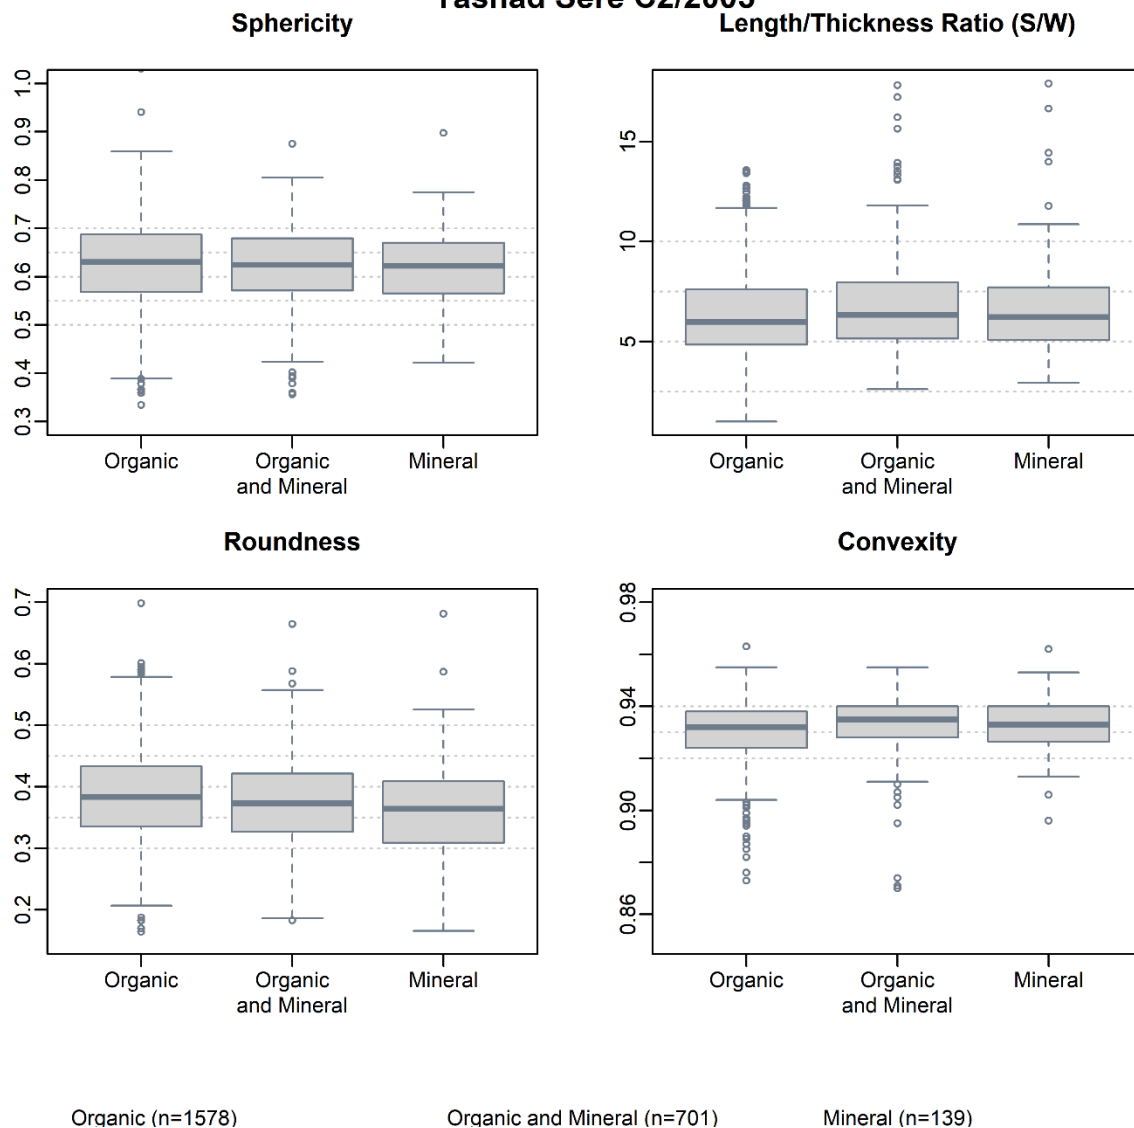 Sphericity
Length/Thickness Ratio (S/W)
1.0
0.9
0.8
0.7
0.6
0.5
0.4
0.3
15
10
5
Organic
Organic
and Mineral
Mineral
Organic
Organic
and Mineral
Mineral
Roundness
Convexity
0.7
0.6
0.5
0.4
0.3
0.2
0.98
0.94
0.90
0.86
Organic
Organic
and Mineral
Mineral
Organic
Organic
and Mineral
Mineral
Organic (n=1578)
Organic and Mineral (n=701)
Mineral (n=139)